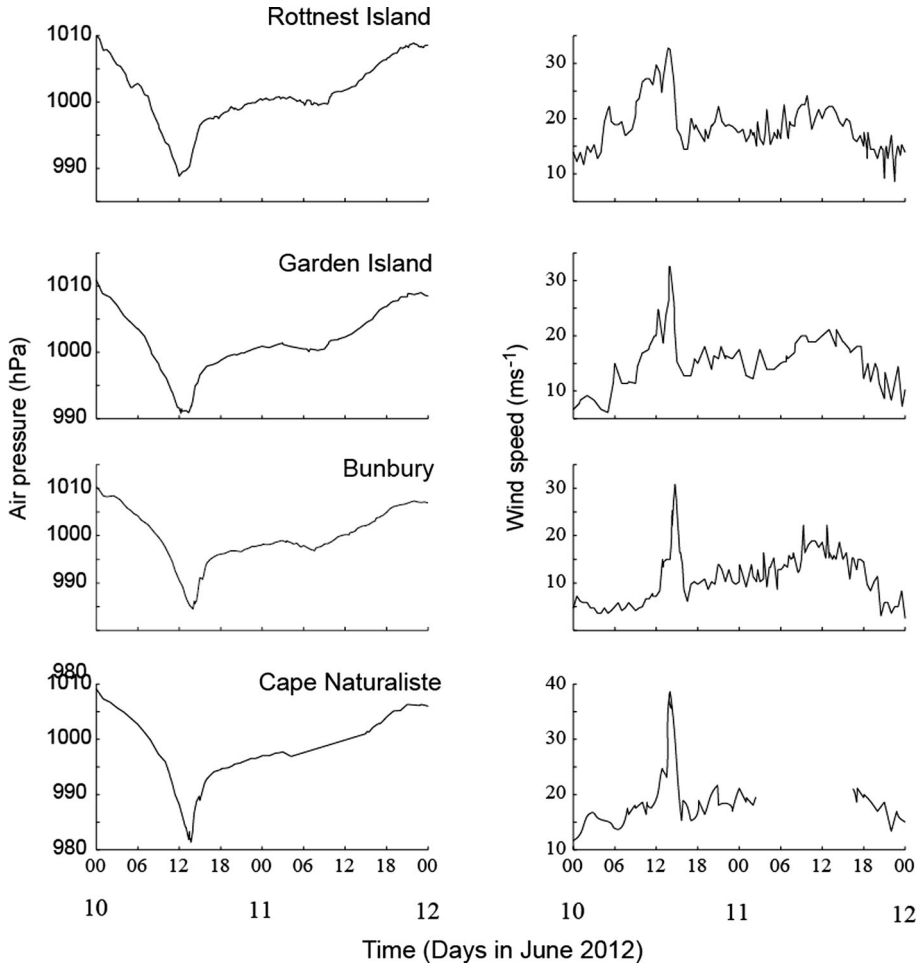 Rottnest Island
1010
1000
990
30
20
10
Garden Island
1010
1000
990
30
20
10
Bunbury
1010
1000
990
980
30
20
10
Cape Naturaliste
1010
1000
990
980
40
30
20
10
00 06 12 18 00 06 12 00
00 06 12 18 00 06 12 18 00
10 11 12
10 11 12
Air pressure (hPa)
Wind speed (ms-1)
Time (Days in June 2012)